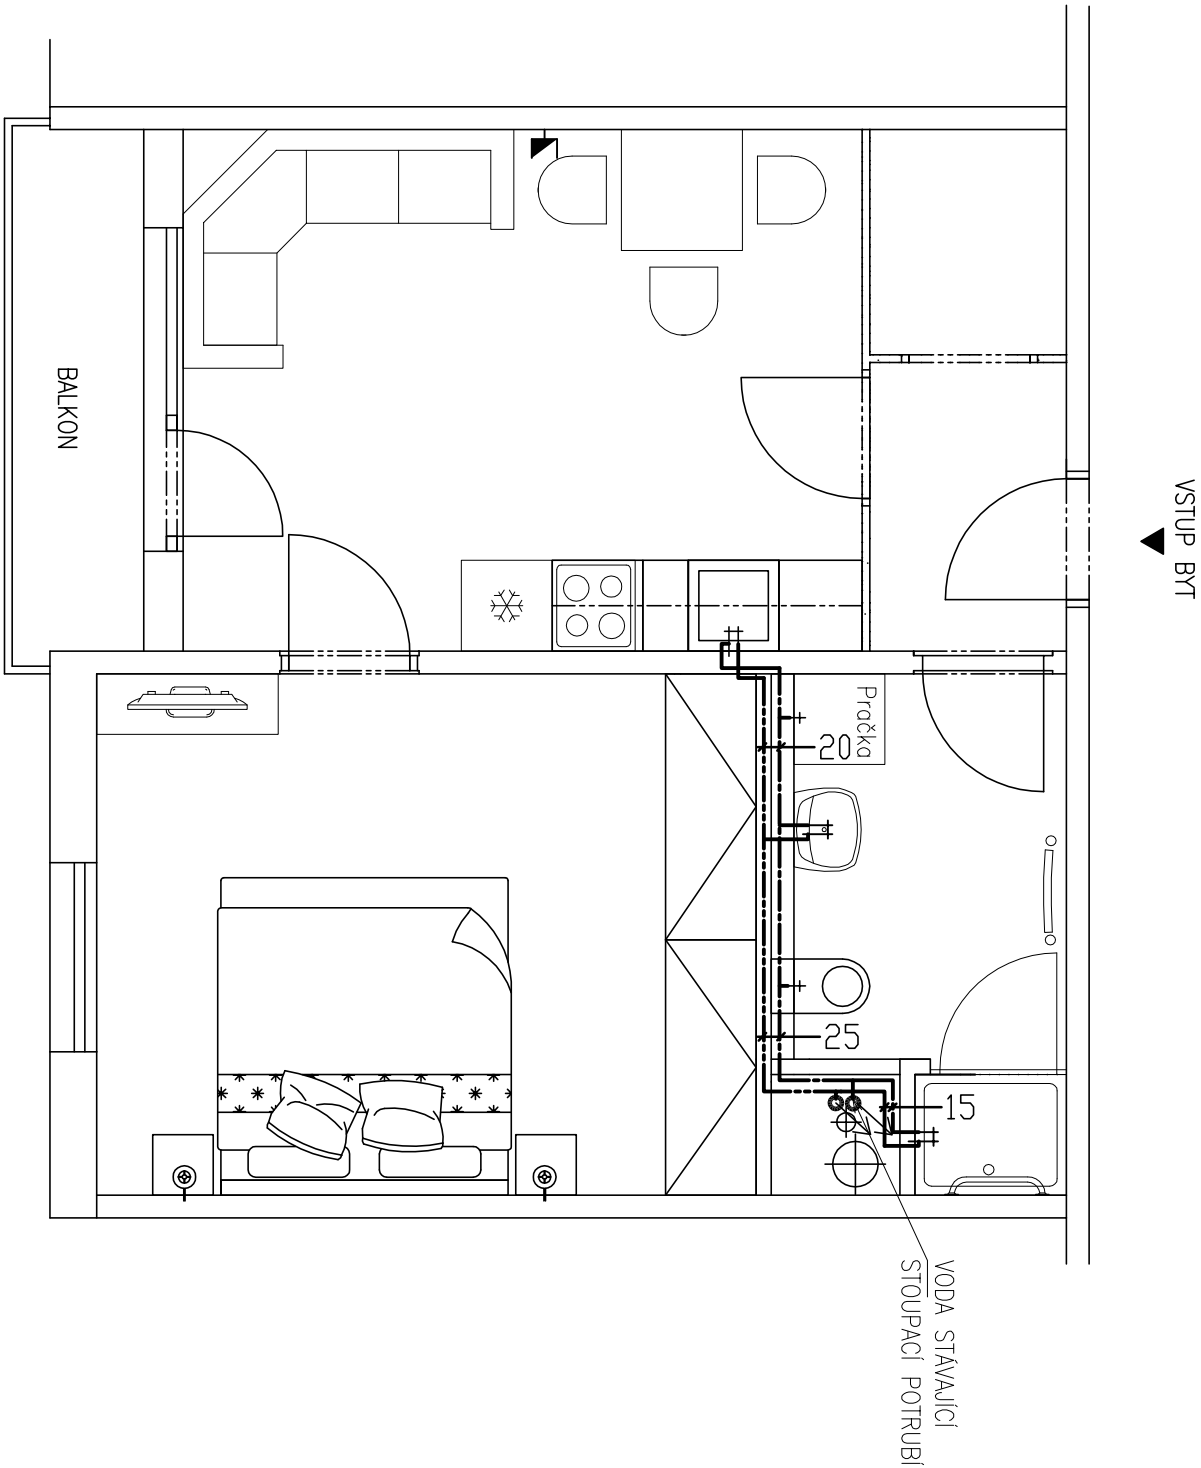 VSTUP BYT
BALKON
Pračka
20
25
15
VODA STÁVAJÍCÍ
STOUPACÍ POTRUBÍ